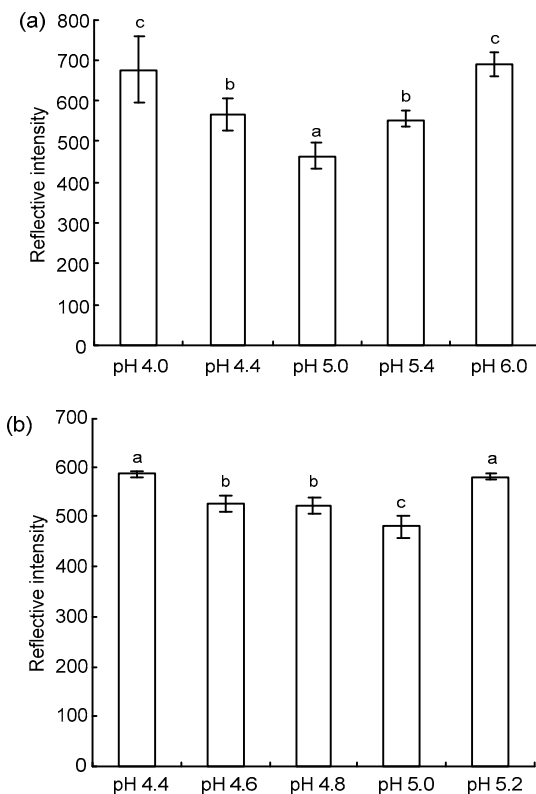 (a)
Reflective intensity
800
700
600
500
400
300
200
100
0
c
b
a
b
c
pH 4.0 pH 4.4 pH 5.0 pH 5.4 pH 6.0
(b)
Reflective intensity
700
600
500
400
300
200
100
0
a
b
b
c
a
pH 4.4 pH 4.6 pH 4.8 pH 5.0 pH 5.2